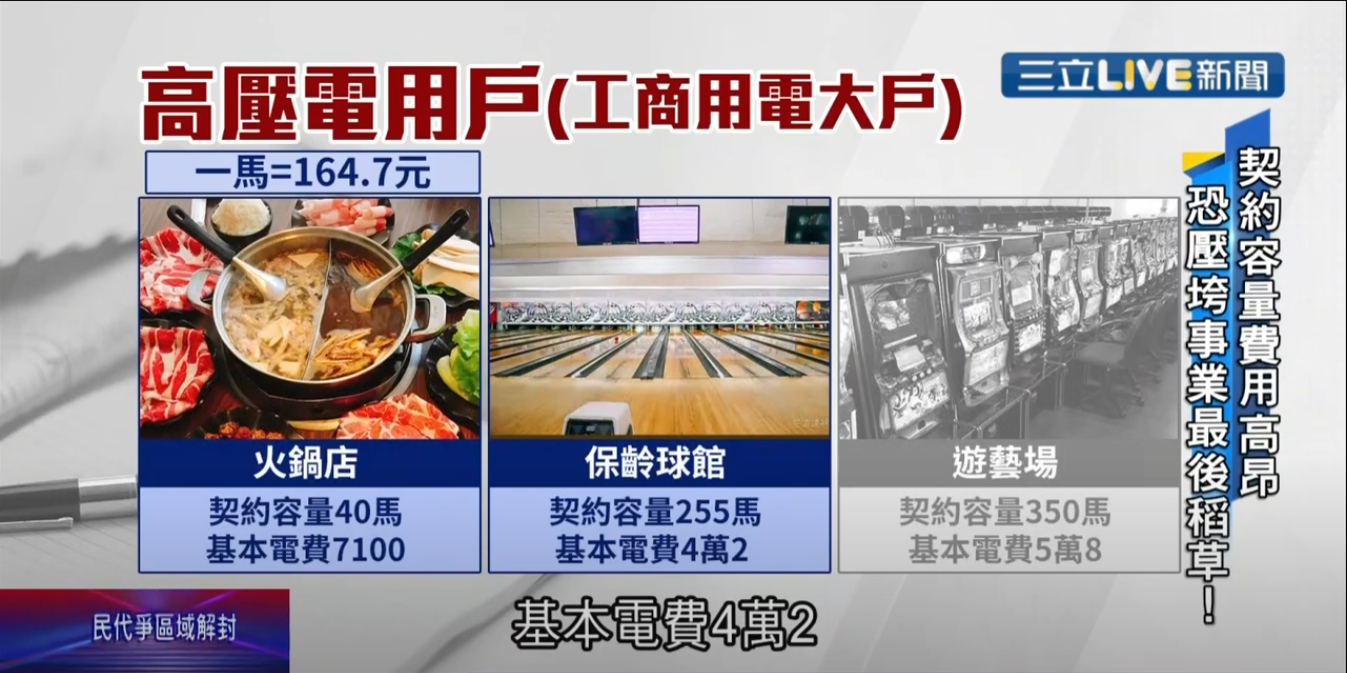 高壓電用戶(工商用電大戶)
三立LIVE新聞
一馬=164.7元
契約容量費用高昂
恐壓垮事業最後稻草！
火鍋店
契約容量40馬
基本電費7100
保齡球館
契約容量255馬
基本電費4萬2
遊藝場
契約容量350馬
基本電費5萬8
民代爭區域解封
基本電費4萬2